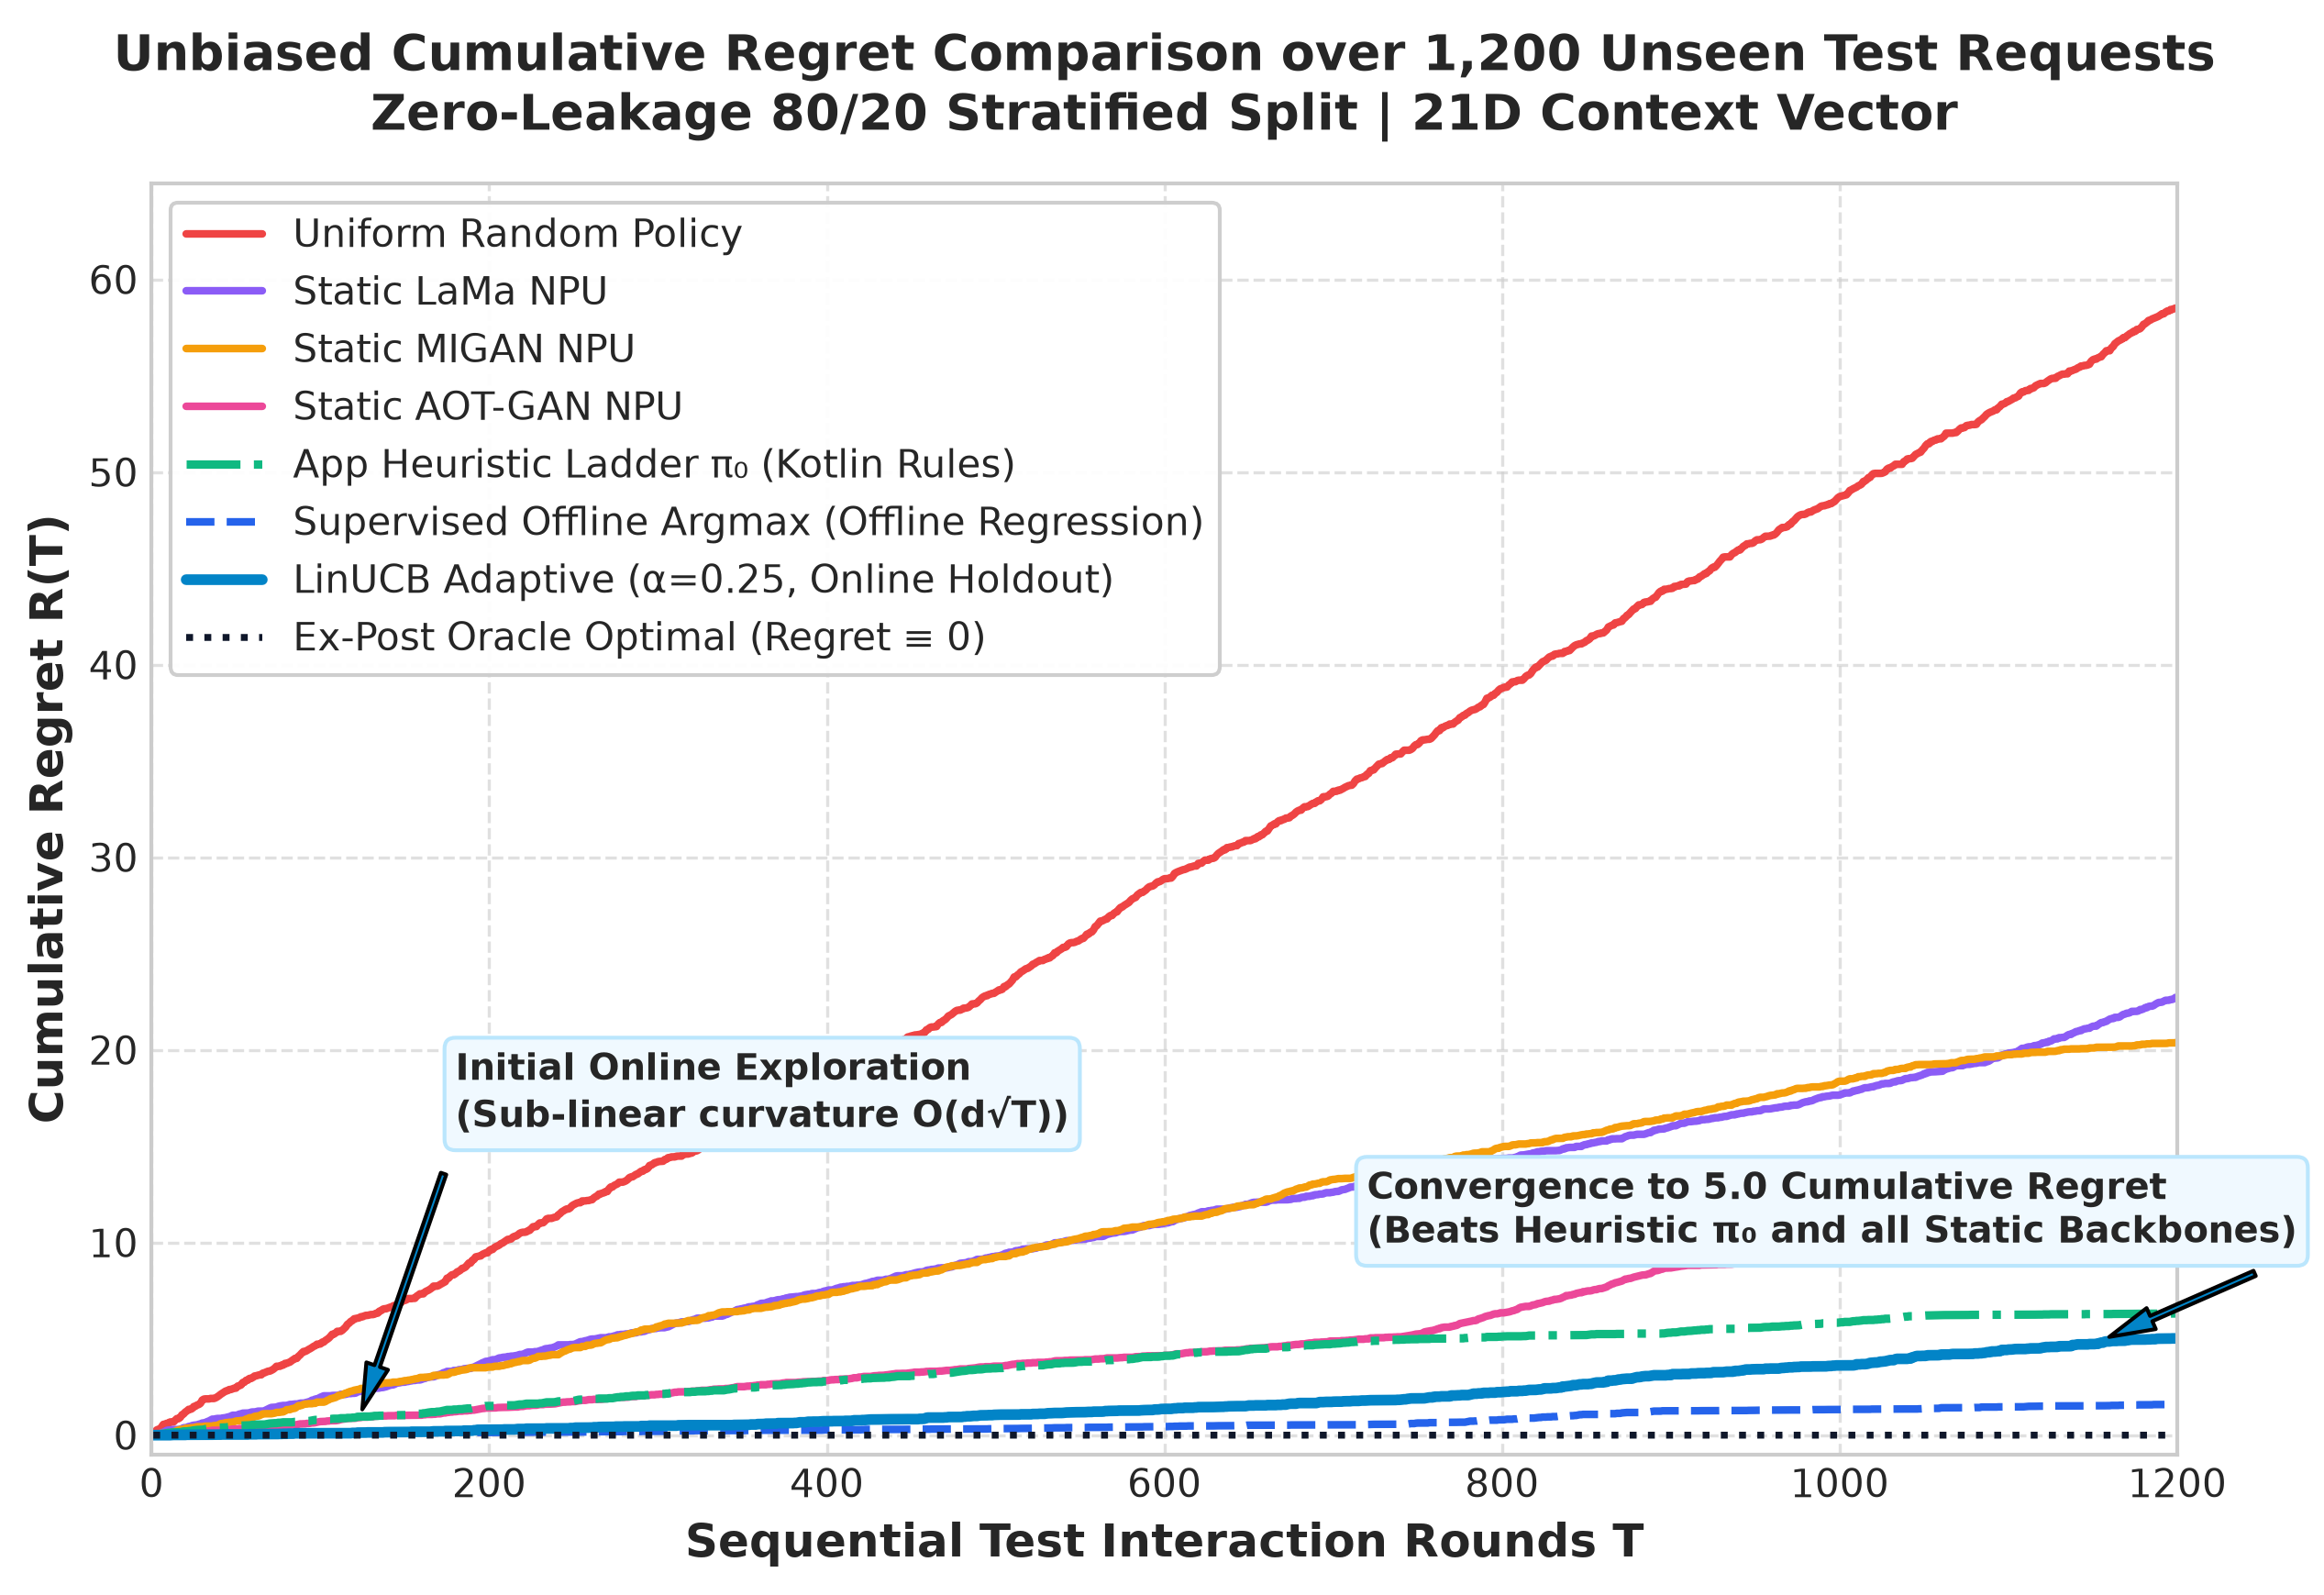 Unbiased Cumulative Regret Comparison over 1,200 Unseen Test Requests
Zero-Leakage 80/20 Stratified Split | 21D Context Vector
Cumulative Regret R(T)
60
50
40
30
20
10
0
Uniform Random Policy
Static LaMa NPU
Static MIGAN NPU
Static AOT-GAN NPU
App Heuristic Ladder π₀ (Kotlin Rules)
Supervised Offline Argmax (Offline Regression)
LinUCB Adaptive (α=0.25, Online Holdout)
Ex-Post Oracle Optimal (Regret ≡ 0)
Initial Online Exploration
(Sub-linear curvature O(d√T))
Convergence to 5.0 Cumulative Regret
(Beats Heuristic π₀ and all Static Backbones)
0 200 400 600 800 1000 1200
Sequential Test Interaction Rounds T